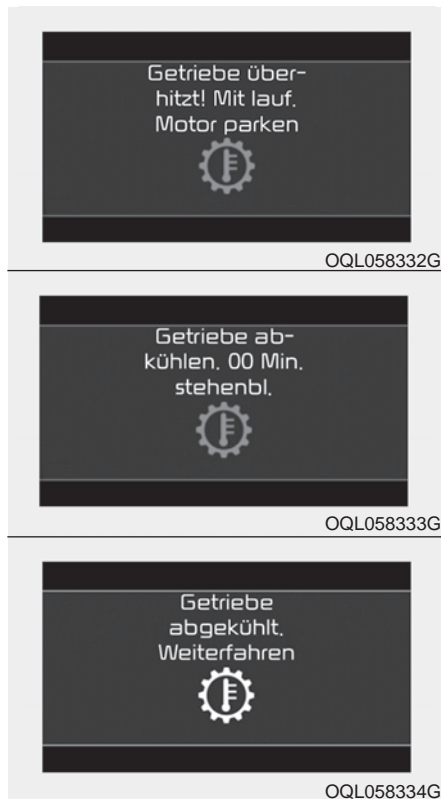 Getriebe über-
hitzt! Mit lauf.
Motor parken
OQL058332G
Getriebe ab-
kühlen. 00 Min.
stehenbl.
OQL058333G
Getriebe
abgekühlt.
Weiterfahren
OQL058334G